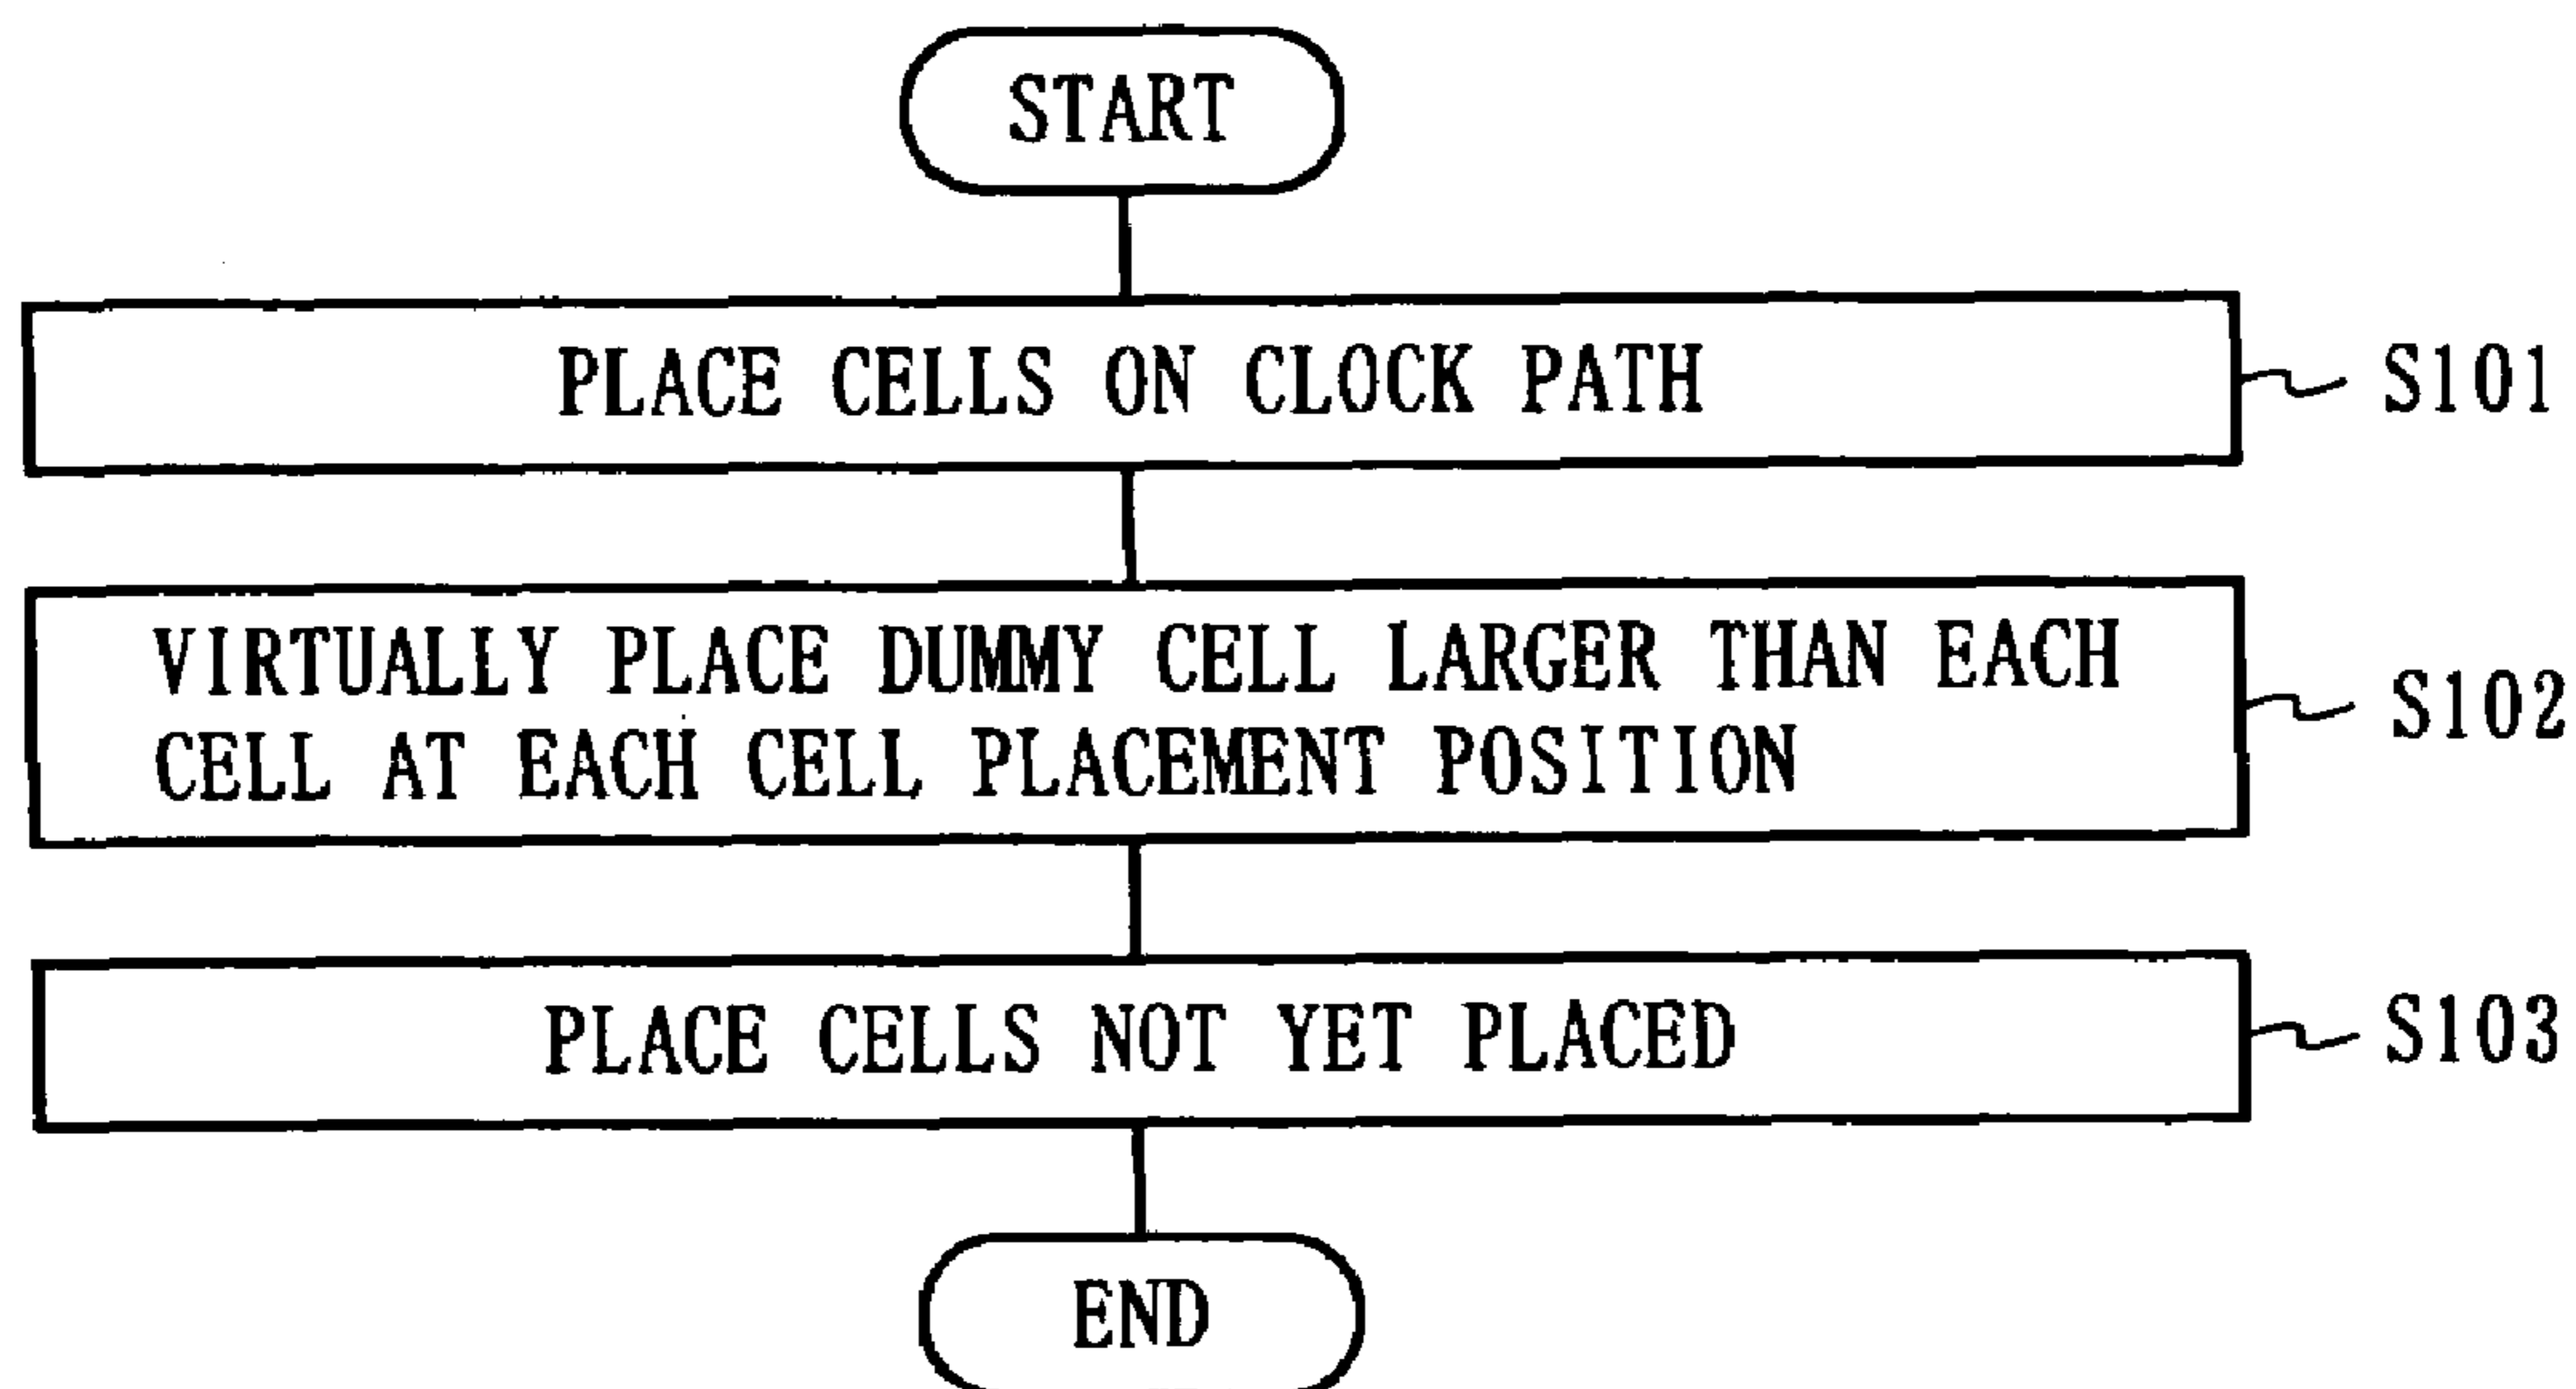 START
PLACE CELLS ON CLOCK PATH
S101
VIRTUALLY PLACE DUMMY CELL LARGER THAN EACH
CELL AT EACH CELL PLACEMENT POSITION
S102
PLACE CELLS NOT YET PLACED
S103
END